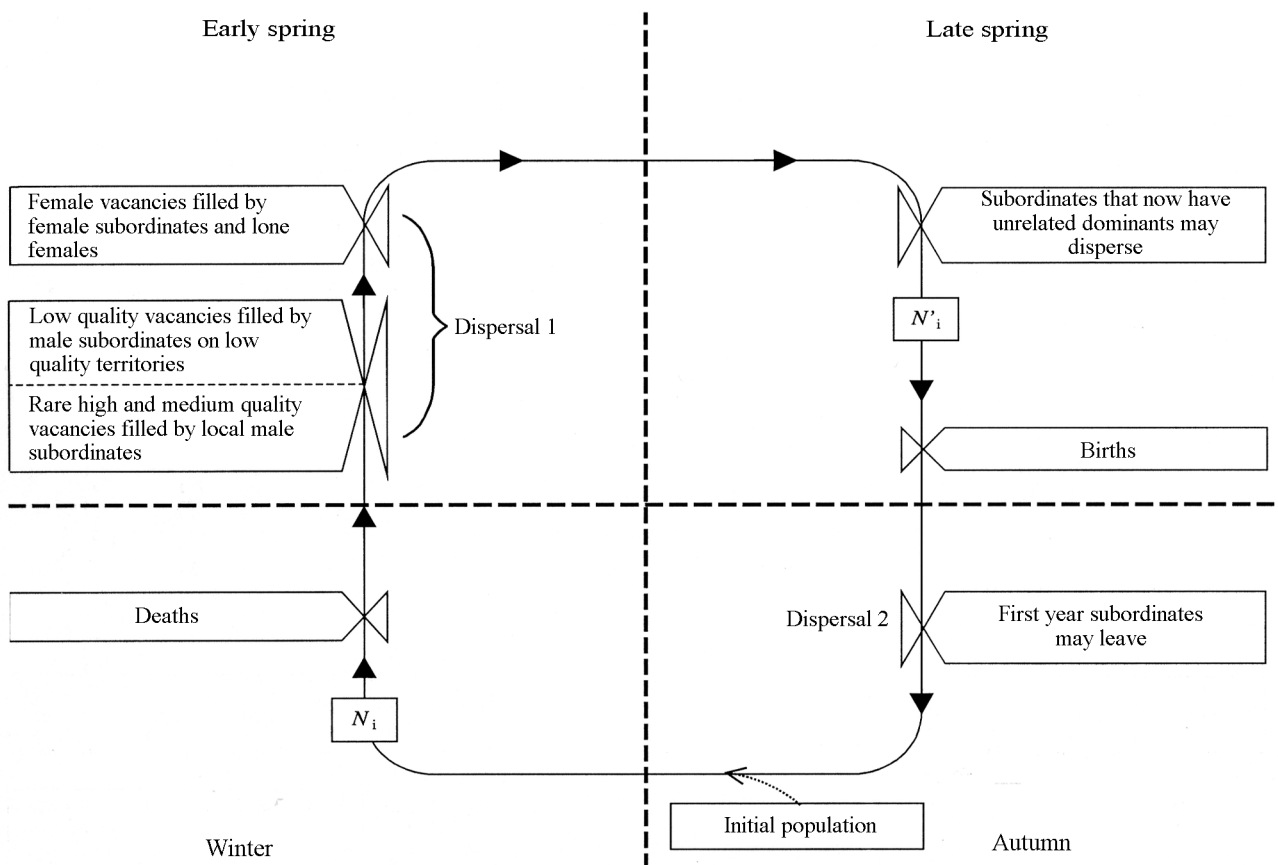 Early spring
Late spring
Female vacancies filled by
female subordinates and lone
females
Low quality vacancies filled by
male subordinates on low
quality territories
Rare high and medium quality
vacancies filled by local male
subordinates
Dispersal 1
Subordinates that now have
unrelated dominants may
disperse
N'i
Births
Deaths
Ni
Dispersal 2
First year subordinates
may leave
Initial population
Winter
Autumn